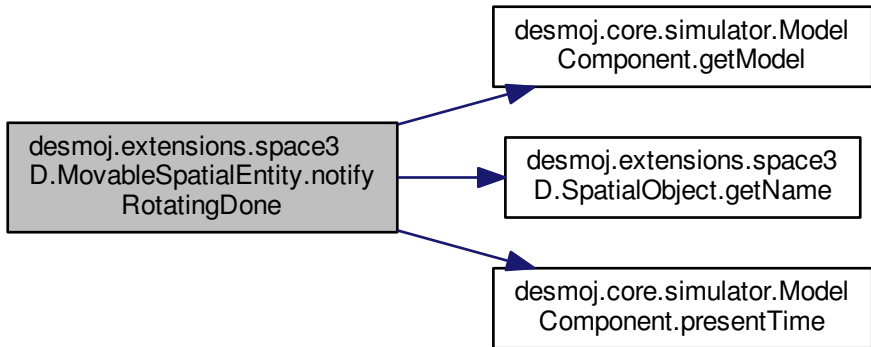 desmoj.core.simulator.Model
Component.getModel
desmoj.extensions.space3
D.MovableSpatialEntity.notify
RotatingDone
desmoj.extensions.space3
D.SpatialObject.getName
desmoj.core.simulator.Model
Component.presentTime